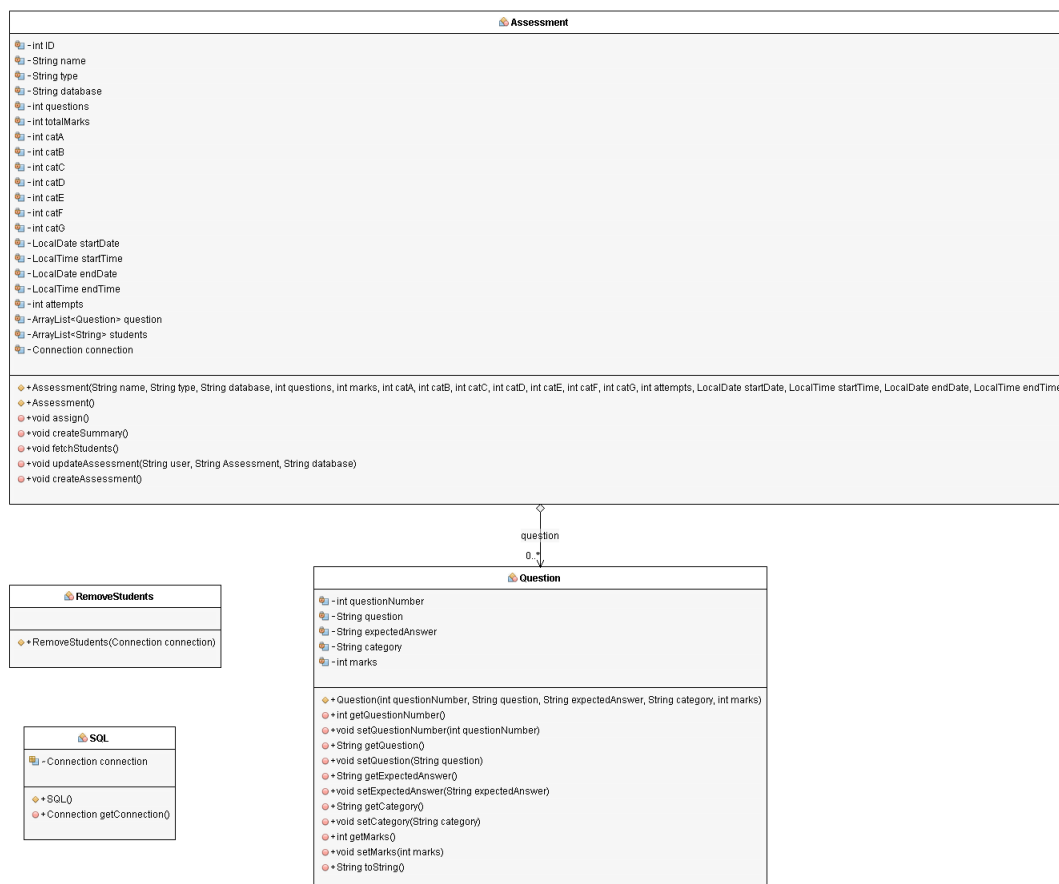 Assessment
-int ID
-String name
-String type
-String database
-int questions
-int totalMarks
-int catA
-int catB
-int catC
-int catD
-int catE
-int catF
-int catG
-LocalDate startDate
-LocalTime startTime
-LocalDate endDate
-LocalTime endTime
-int attempts
-ArrayList<Question> question
-ArrayList<String> students
-Connection connection
+Assessment(String name, String type, String database, int questions, int marks, int catA, int catB, int catC, int catD, int catE, int catF, int catG, int attempts, LocalDate startDate, LocalTime startTime, LocalDate endDate, LocalTime endTime
+Assessment()
+void assign()
+void createSummary()
+void fetchStudents()
+void updateAssessment(String user, String Assessment, String database)
+void createAssessment()
question
0..*
RemoveStudents
+RemoveStudents(Connection connection)
SQL
-Connection connection
+SQL()
+Connection getConnection()
Question
-int questionNumber
-String question
-String expectedAnswer
-String category
-int marks
+Question(int questionNumber, String question, String expectedAnswer, String category, int marks)
+int getQuestionNumber()
+void setQuestionNumber(int questionNumber)
+String getQuestion()
+void setQuestion(String question)
+String getExpectedAnswer()
+void setExpectedAnswer(String expectedAnswer)
+String getCategory()
+void setCategory(String category)
+int getMarks()
+void setMarks(int marks)
+String toString()